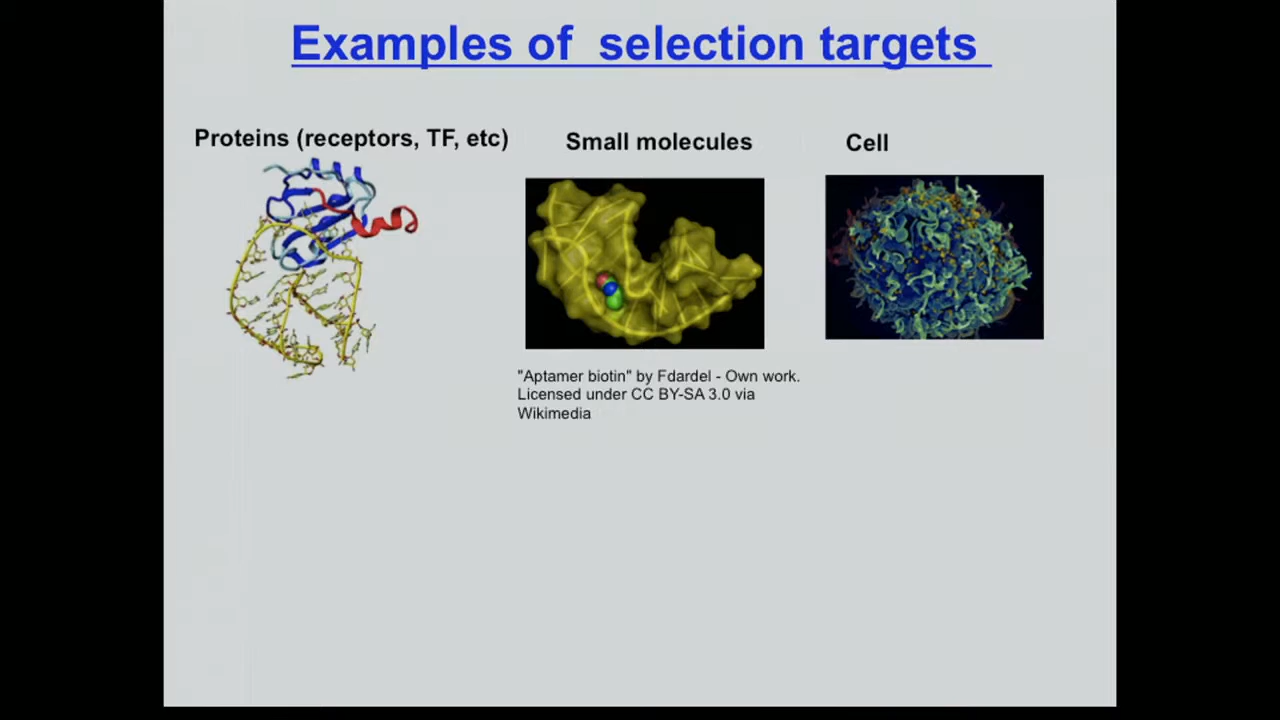 Examples of  selection targets
Proteins (receptors, TF, etc)
Small molecules
Cell
"Aptamer biotin" by Fdardel - Own work.
Licensed under CC BY-SA 3.0 via
Wikimedia